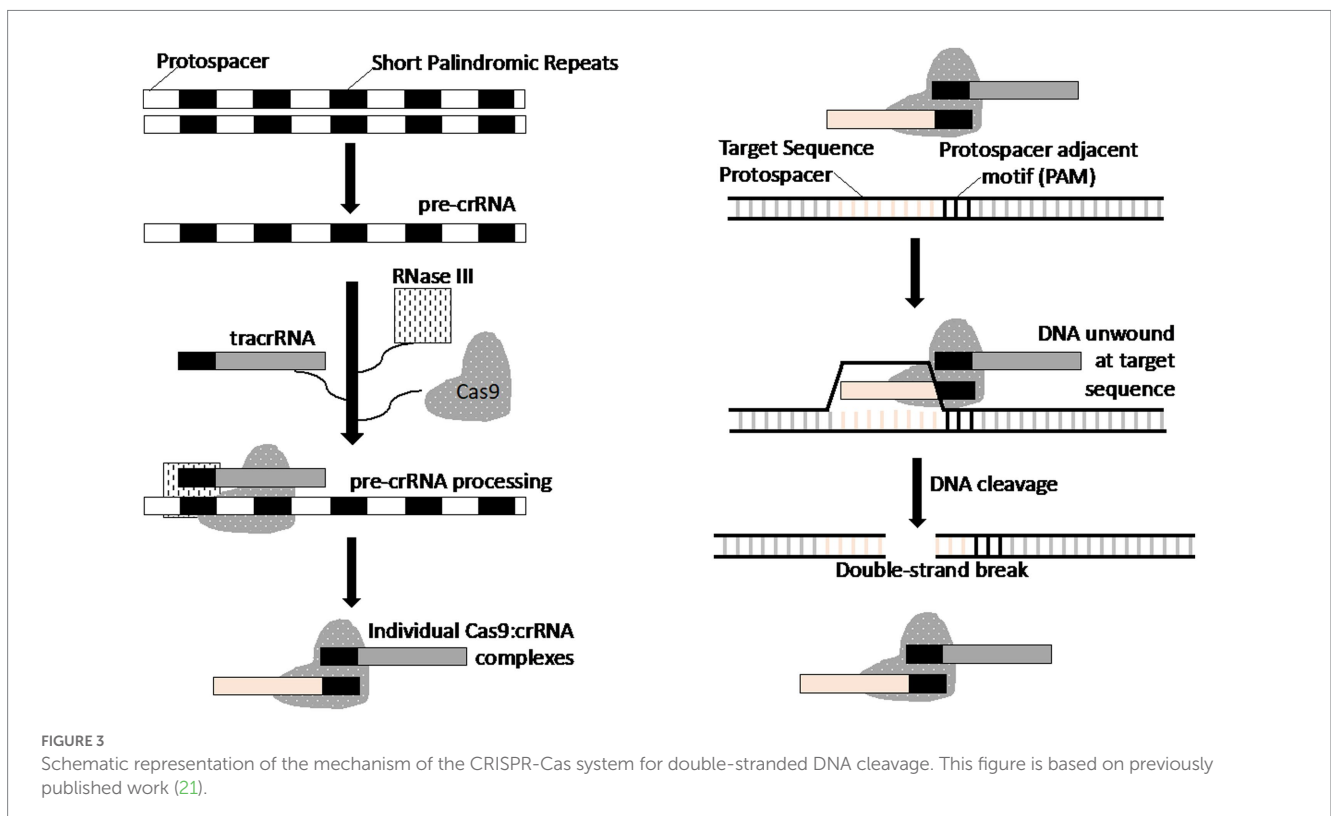 Protospacer
Short Palindromic Repeats
pre-crRNA
RNase III
tracrRNA
Cas9
pre-crRNA processing
Individual Cas9:crRNA
complexes
Target Sequence
Protospacer
Protospacer adjacent
motif (PAM)
DNA unwound
at target
sequence
DNA cleavage
Double-strand break
FIGURE 3
Schematic representation of the mechanism of the CRISPR-Cas system for double-stranded DNA cleavage. This figure is based on previously
published work (21).